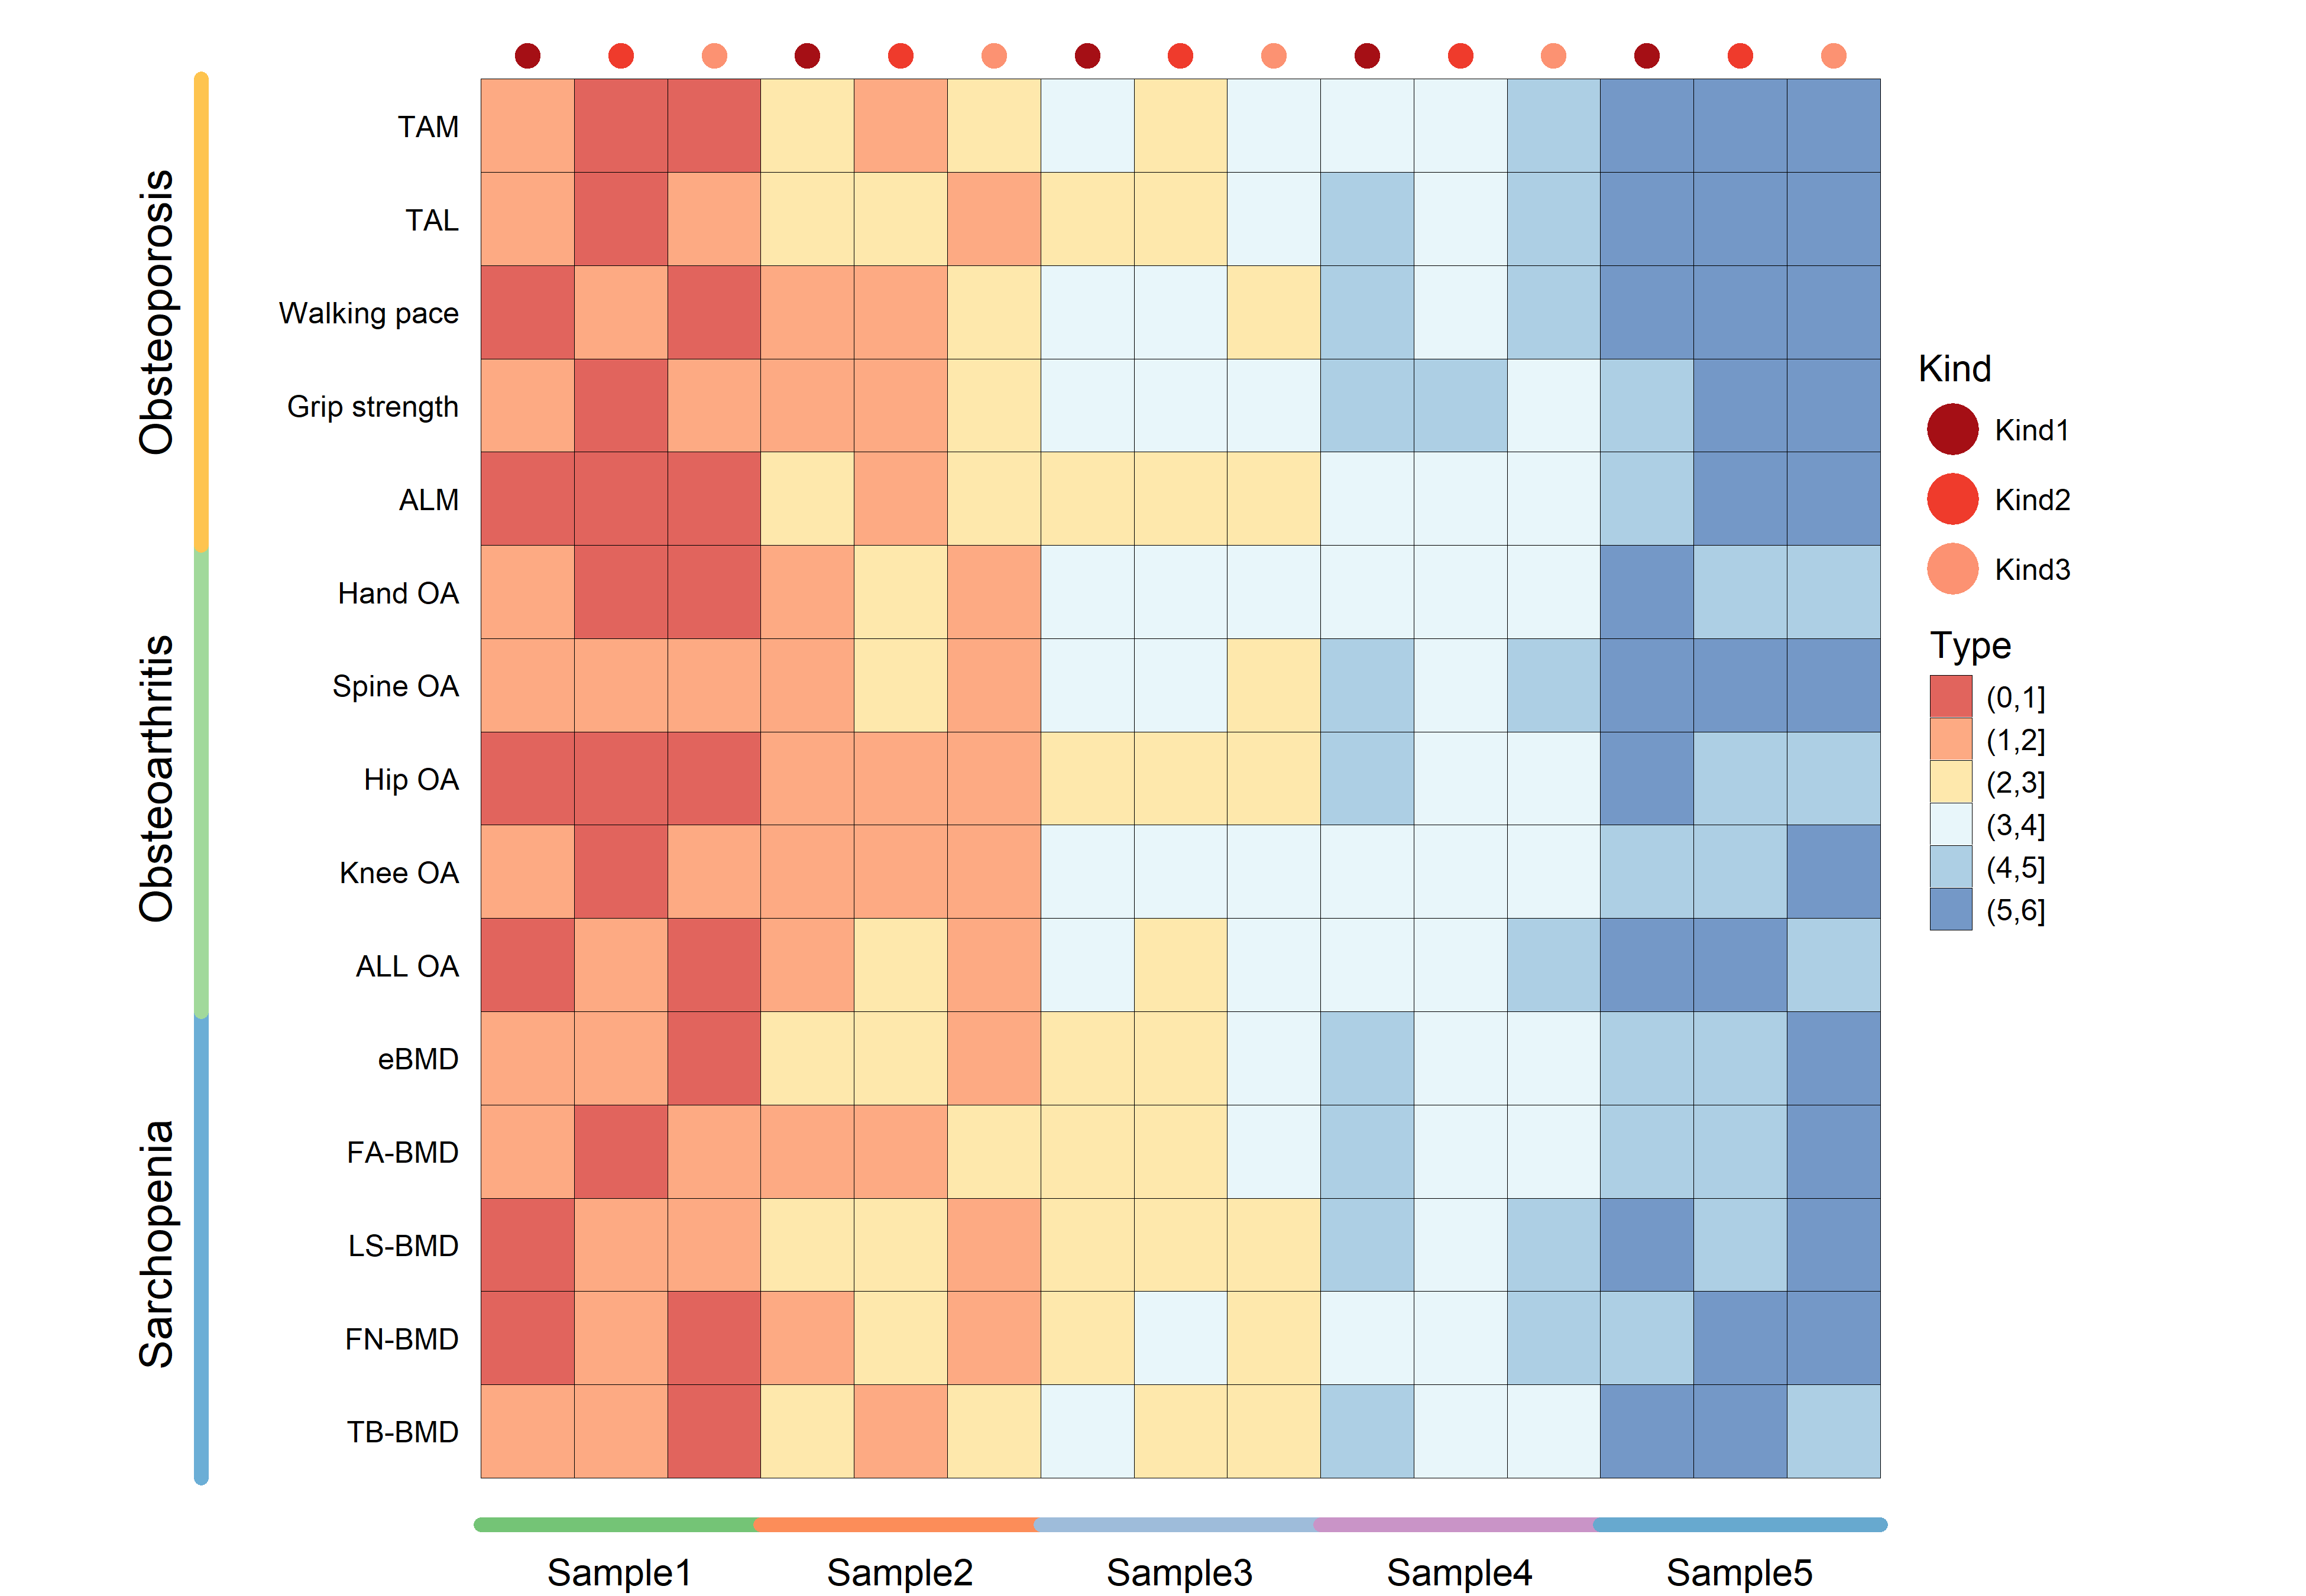 Obsteoporosis
TAM
TAL
Walking pace
Grip strength
ALM
Obsteoarthritis
Hand OA
Spine OA
Hip OA
Knee OA
ALL OA
Sarchopenia
eBMD
FA-BMD
LS-BMD
FN-BMD
TB-BMD
Sample1
Sample2
Sample3
Sample4
Sample5
Kind
Kind1
Kind2
Kind3
Type
(0,1]
(1,2]
(2,3]
(3,4]
(4,5]
(5,6]